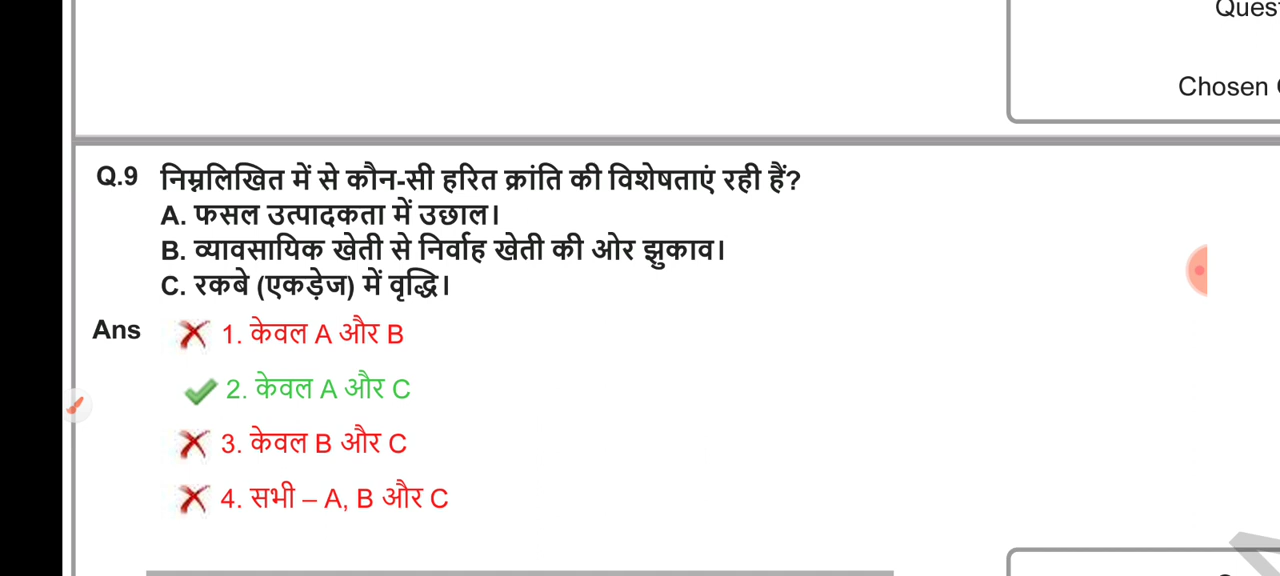 Ques
Chosen
Q.9 निम्नलिखित में से कौन-सी हरित क्रांति की विशेषताएं रही हैं?
A. फसल उत्पादकता में उछाल।
B. व्यावसायिक खेती से निर्वाह खेती की ओर झुकाव।
C. रकबे (एकड़ेज) में वृद्धि।
Ans 1. केवल A और B
2. केवल A और C
3. केवल B और C
4. सभी – A, B और C